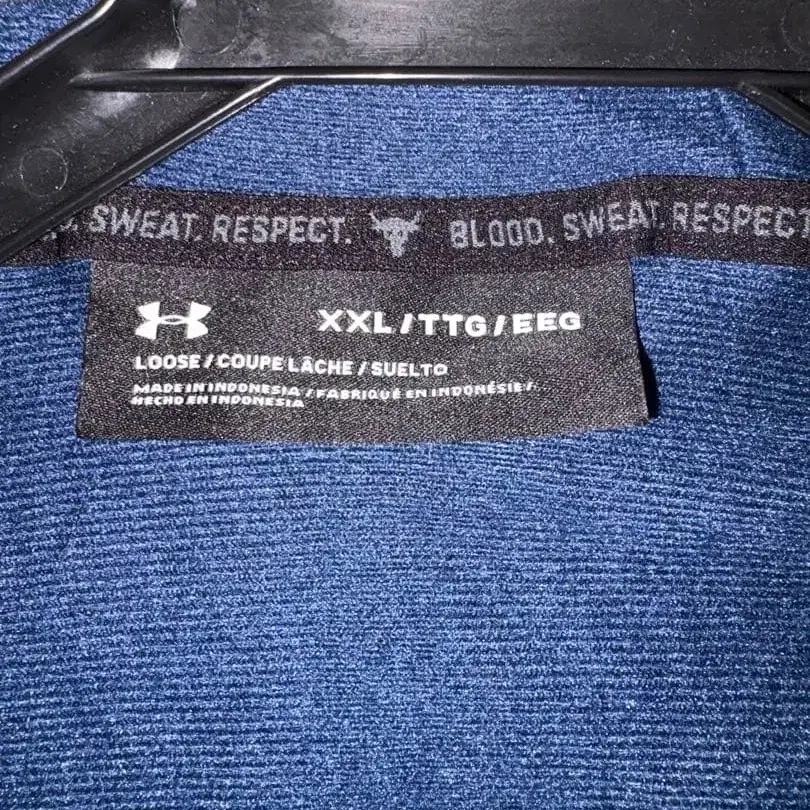 SWEAT. RESPECT. BLOOD. SWEAT. RESPECT
XXL/TTG/EEG
LOOSE/COUPE LÂCHE/SUELTO
MADE IN INDONESIA/FABRIQUÉ EN INDONÉSIE/
HECHO EN INDONESIA